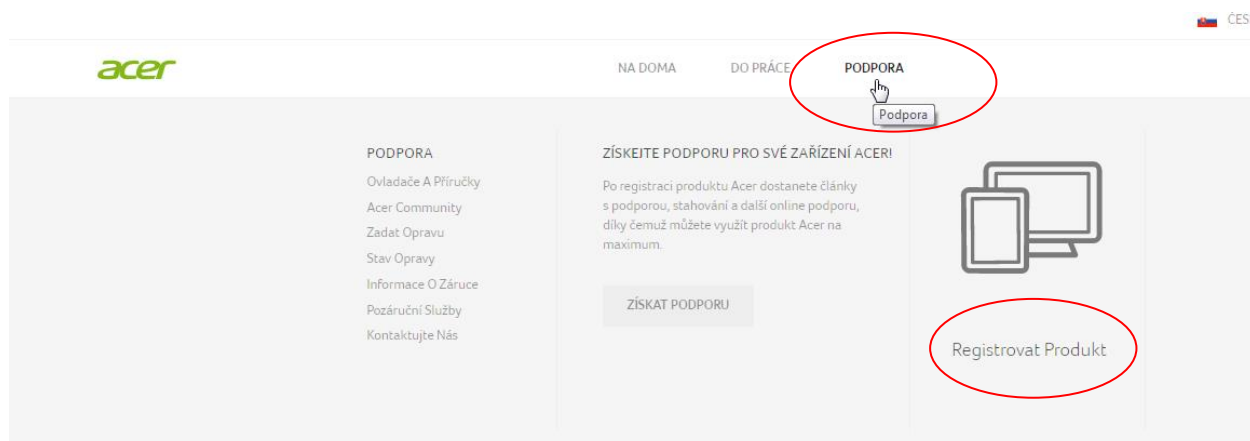 ČES
acer
NA DOMA DO PRÁCE PODPORA
Podpora
PODPORA
Ovladače A Příručky
Acer Community
Zadat Opravu
Stav Opravy
Informace O Záruce
Pozáruční Služby
Kontaktujte Nás
ZÍSKEJTE PODPORU PRO SVÉ ZAŘÍZENÍ ACER!
Po registraci produktu Acer dostanete články
s podporou, stahování a další online podporu,
díky čemuž můžete využít produkt Acer na
maximum.
ZÍSKAT PODPORU
Registrovat Produkt